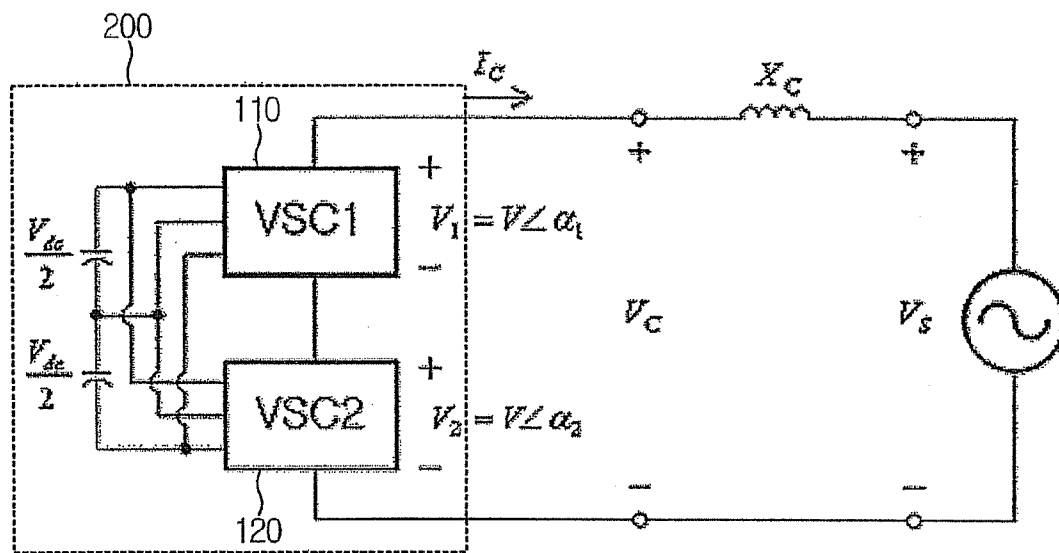 200
I_C
X_C
110
+
+
+
VSC1
V_1 = V∠α_1
V_dc/2
−
V_C
V_S
V_dc/2
+
VSC2
V_2 = V∠α_2
−
−
−
120